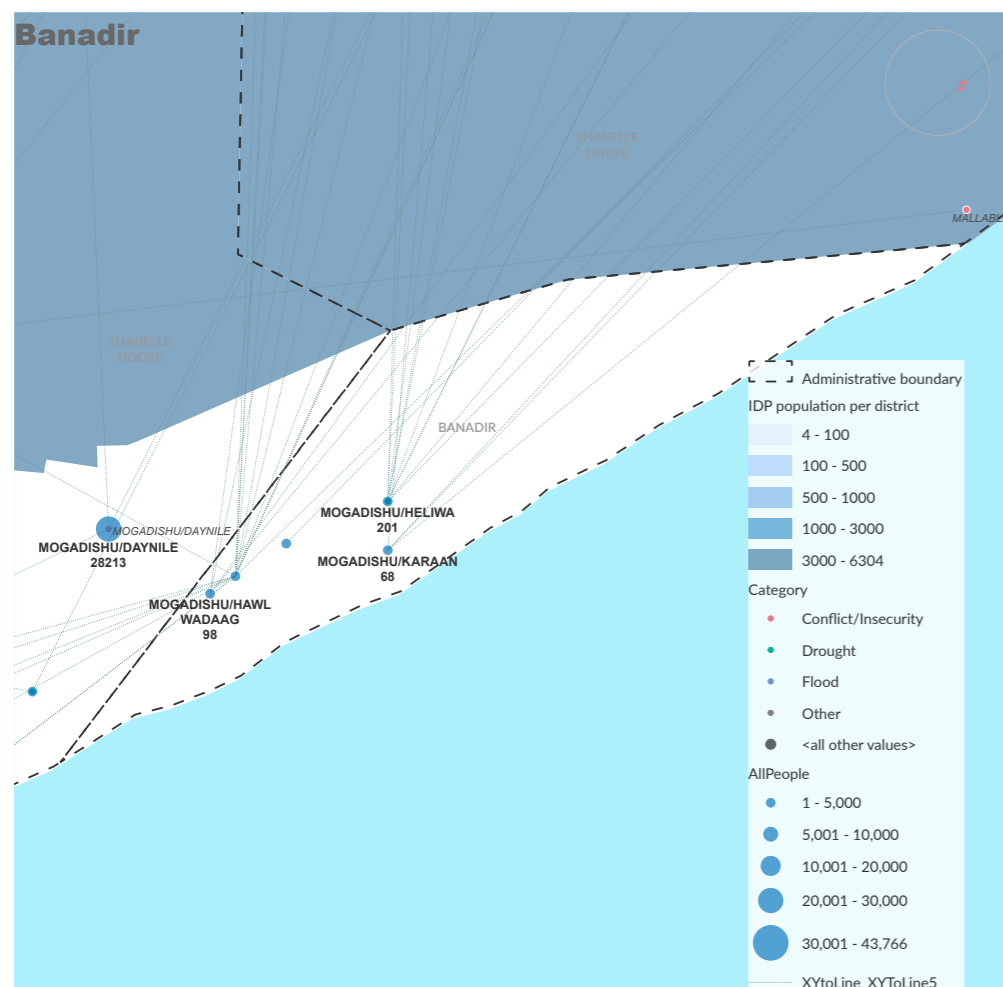 Banadir
SHABELLE
DHEXE
MALLABL
SHABELLE
HOOSE
BANADIR
MOGADISHU/HELIWA
201
MOGADISHU/DAYNILE
MOGADISHU/DAYNILE
28213
MOGADISHU/KARAAN
68
MOGADISHU/HAWL
WADAAG
98
Administrative boundary
IDP population per district
4 - 100
100 - 500
500 - 1000
1000 - 3000
3000 - 6304
Category
Conflict/Insecurity
Drought
Flood
Other
<all other values>
AllPeople
1 - 5,000
5,001 - 10,000
10,001 - 20,000
20,001 - 30,000
30,001 - 43,766
XYtoLine_XYToLine5